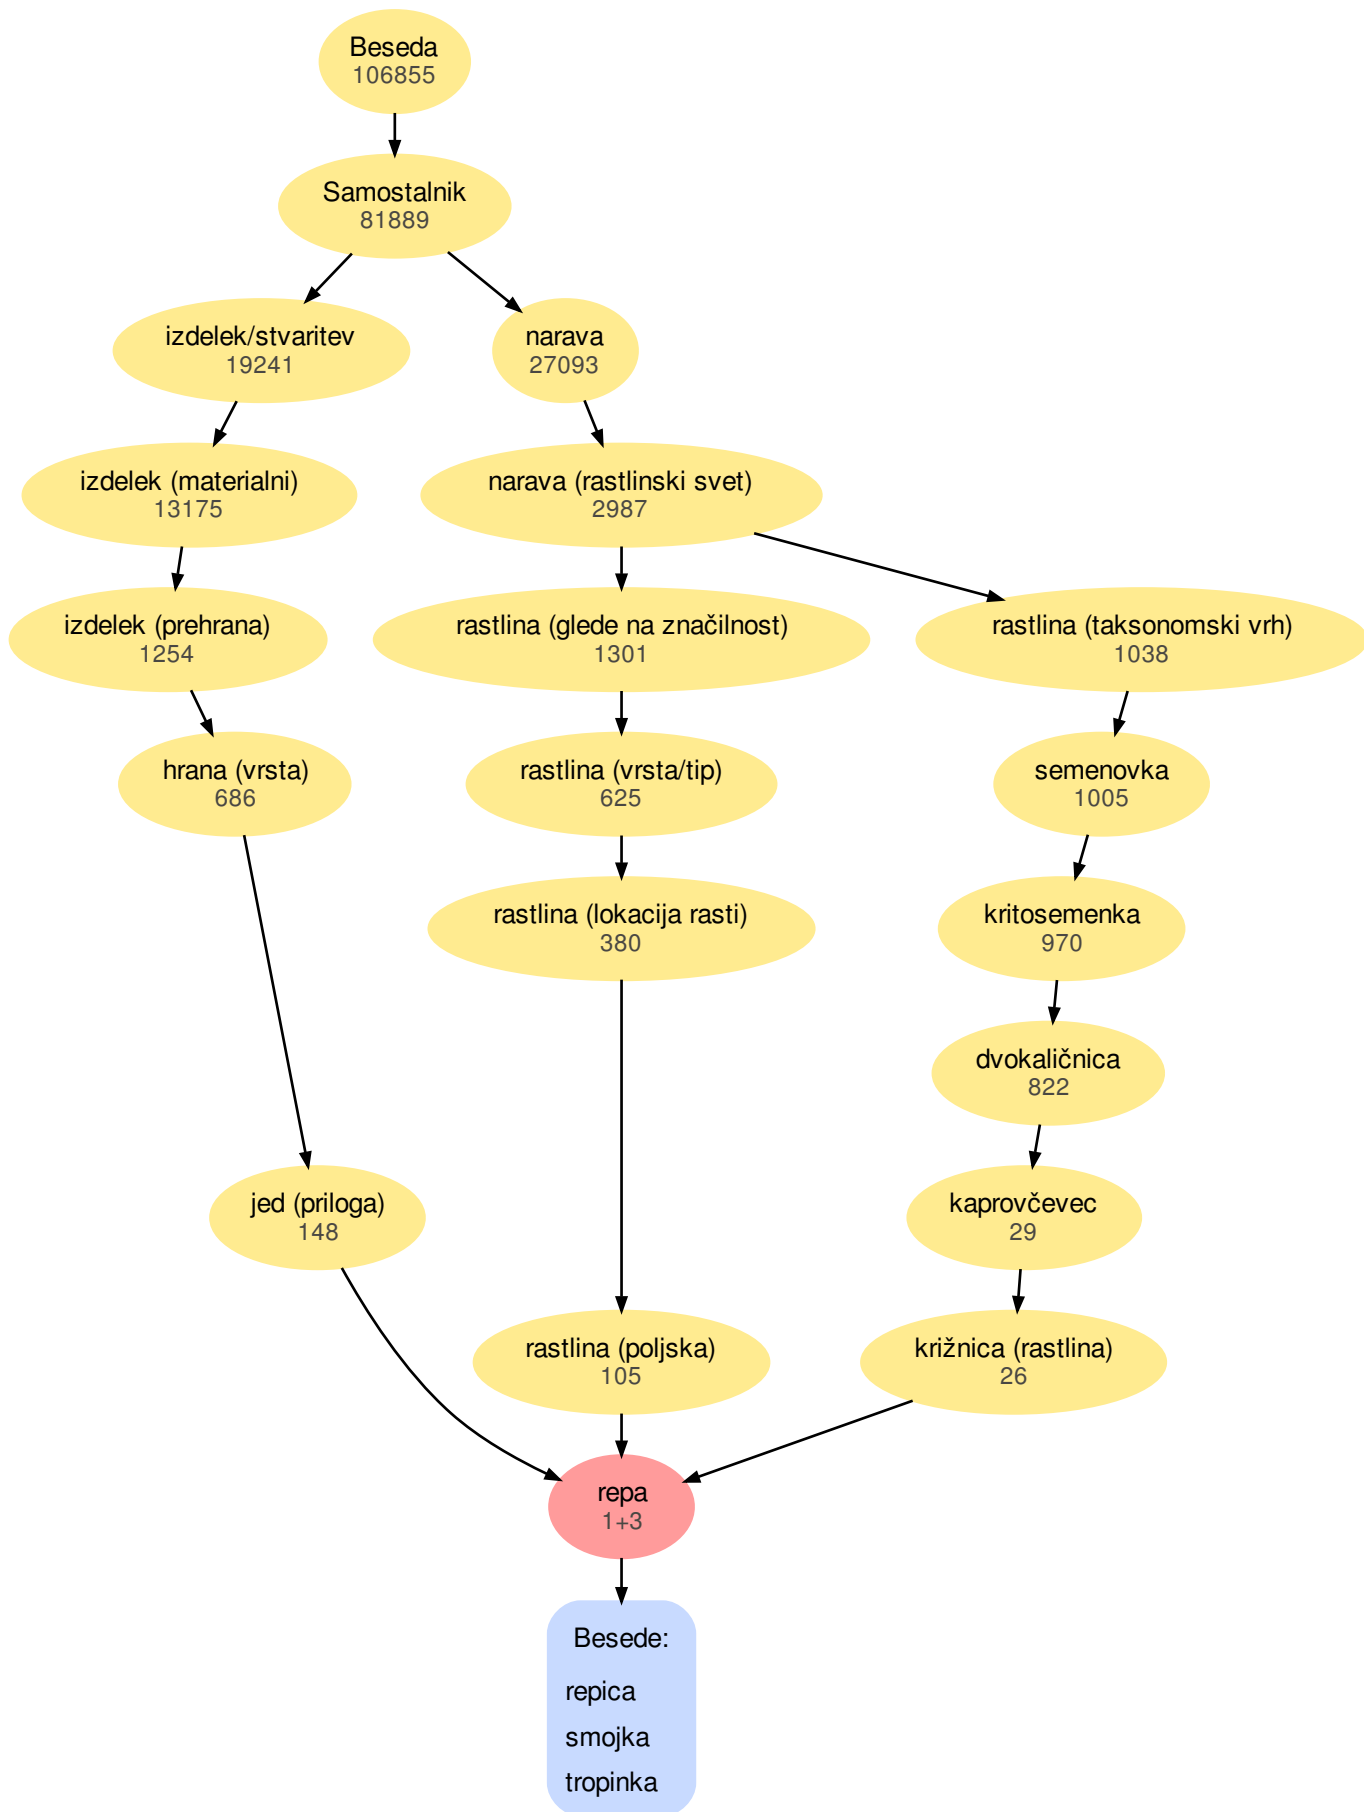 Beseda
106855
Samostalnik
81889
izdelek/stvaritev
19241
narava
27093
izdelek (materialni)
13175
narava (rastlinski svet)
2987
izdelek (prehrana)
1254
rastlina (glede na značilnost)
1301
rastlina (taksonomski vrh)
1038
hrana (vrsta)
686
rastlina (vrsta/tip)
625
semenovka
1005
rastlina (lokacija rasti)
380
kritosemenka
970
dvokaličnica
822
jed (priloga)
148
kaprovčevec
29
rastlina (poljska)
105
križnica (rastlina)
26
repa
1+3
Besede:
repica
smojka
tropinka